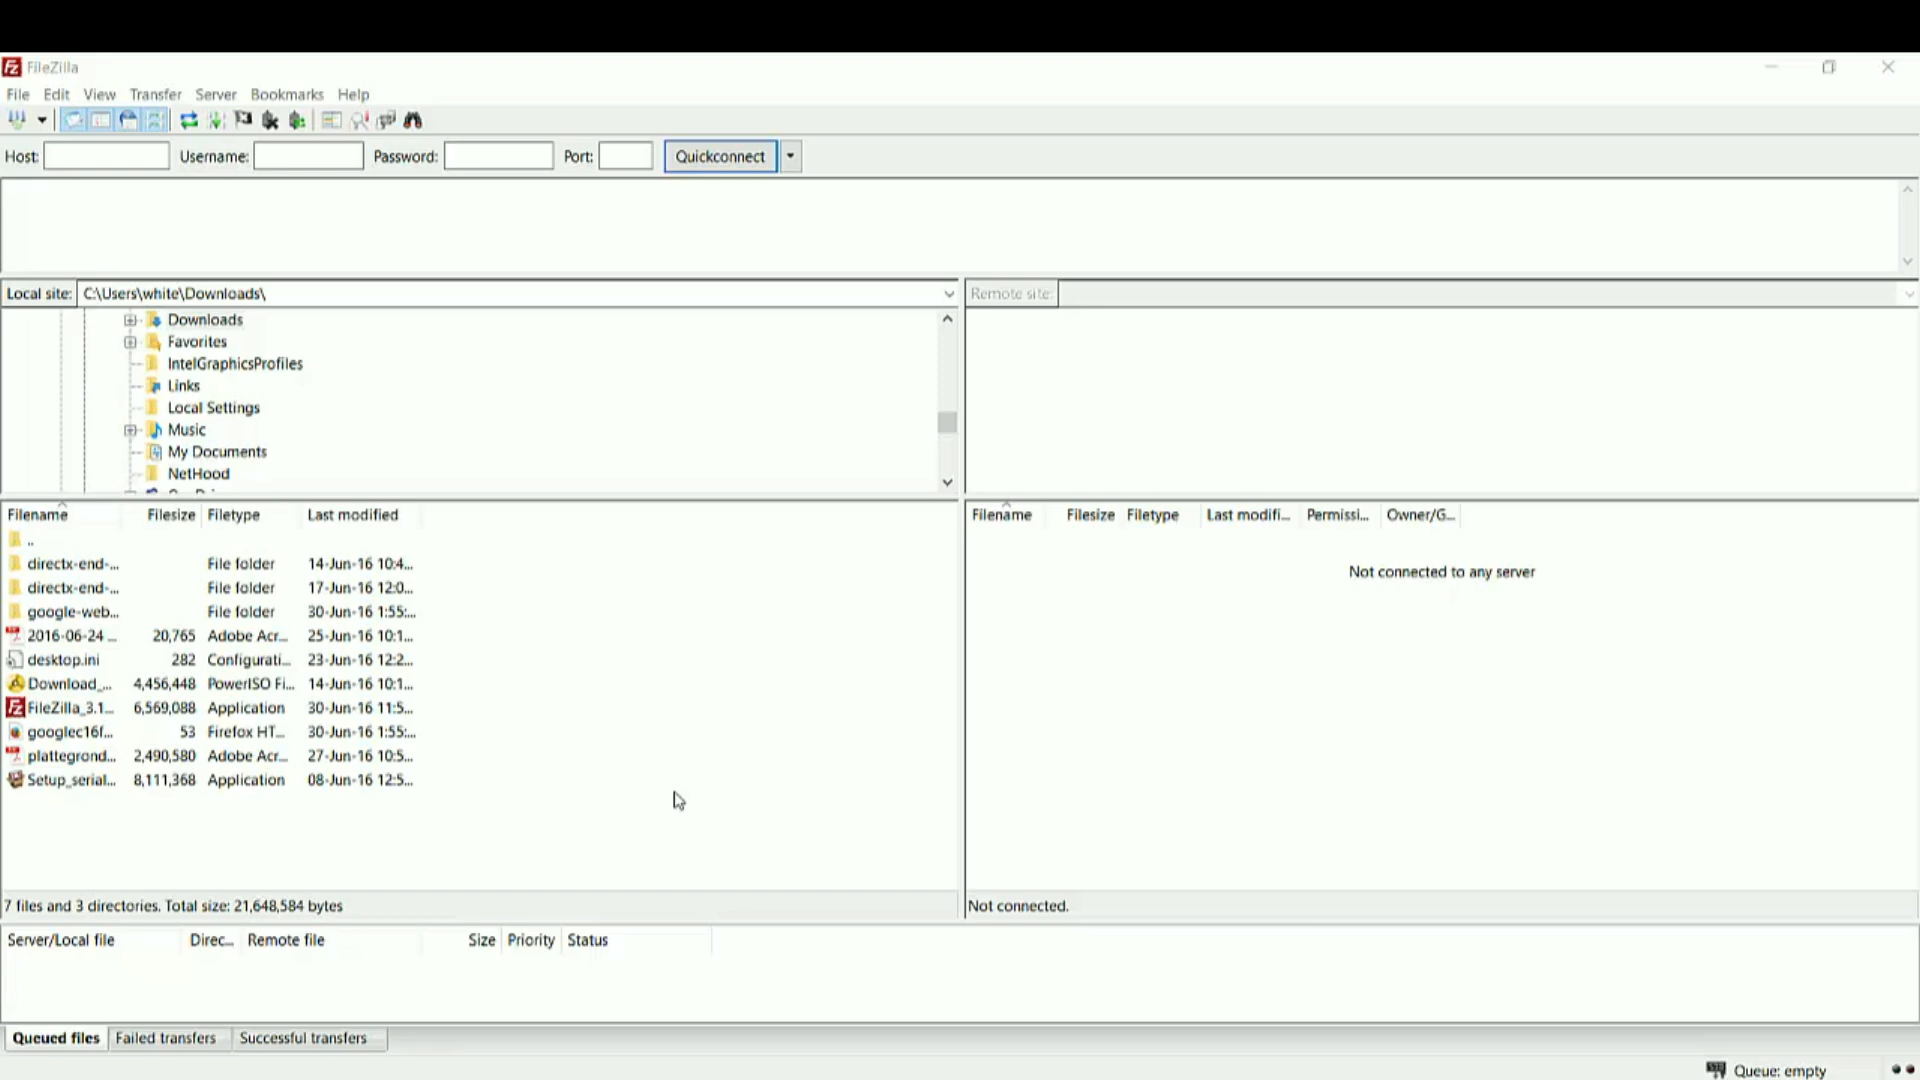 FileZilla
File Edit View Transfer Server Bookmarks Help
Host: Username: Password: Port: Quickconnect
Local site: C:\Users\white\Downloads\
Downloads
Favorites
IntelGraphicsProfiles
Links
Local Settings
Music
My Documents
NetHood
Remote site:
Filename Filesize Filetype Last modified
..
directx-end-... File folder 14-Jun-16 10:4...
directx-end-... File folder 17-Jun-16 12:0...
google-web... File folder 30-Jun-16 1:55:...
2016-06-24 ... 20,765 Adobe Acr... 25-Jun-16 10:1...
desktop.ini 282 Configurati... 23-Jun-16 12:2...
Download_... 4,456,448 PowerISO Fi... 14-Jun-16 10:1...
FileZilla_3.1... 6,569,088 Application 30-Jun-16 11:5...
googlec16f... 53 Firefox HT... 30-Jun-16 1:55:...
plattegrond... 2,490,580 Adobe Acr... 27-Jun-16 10:5...
Setup_serial... 8,111,368 Application 08-Jun-16 12:5...
7 files and 3 directories. Total size: 21,648,584 bytes
Filename Filesize Filetype Last modifi... Permissi... Owner/G...
Not connected to any server
Not connected.
Server/Local file Direc... Remote file Size Priority Status
Queued files Failed transfers Successful transfers
Queue: empty